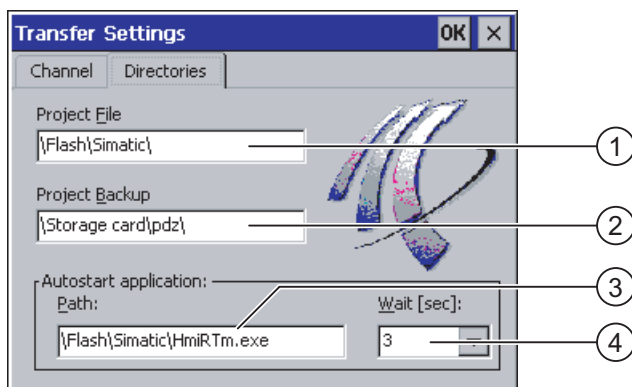 Transfer Settings OK ×
Channel Directories
Project File
\Flash\Simatic\
1
Project Backup
\Storage card\pdz\
2
Autostart application:
Path: Wait [sec]:
3
\Flash\Simatic\HmiRTm.exe 3
4